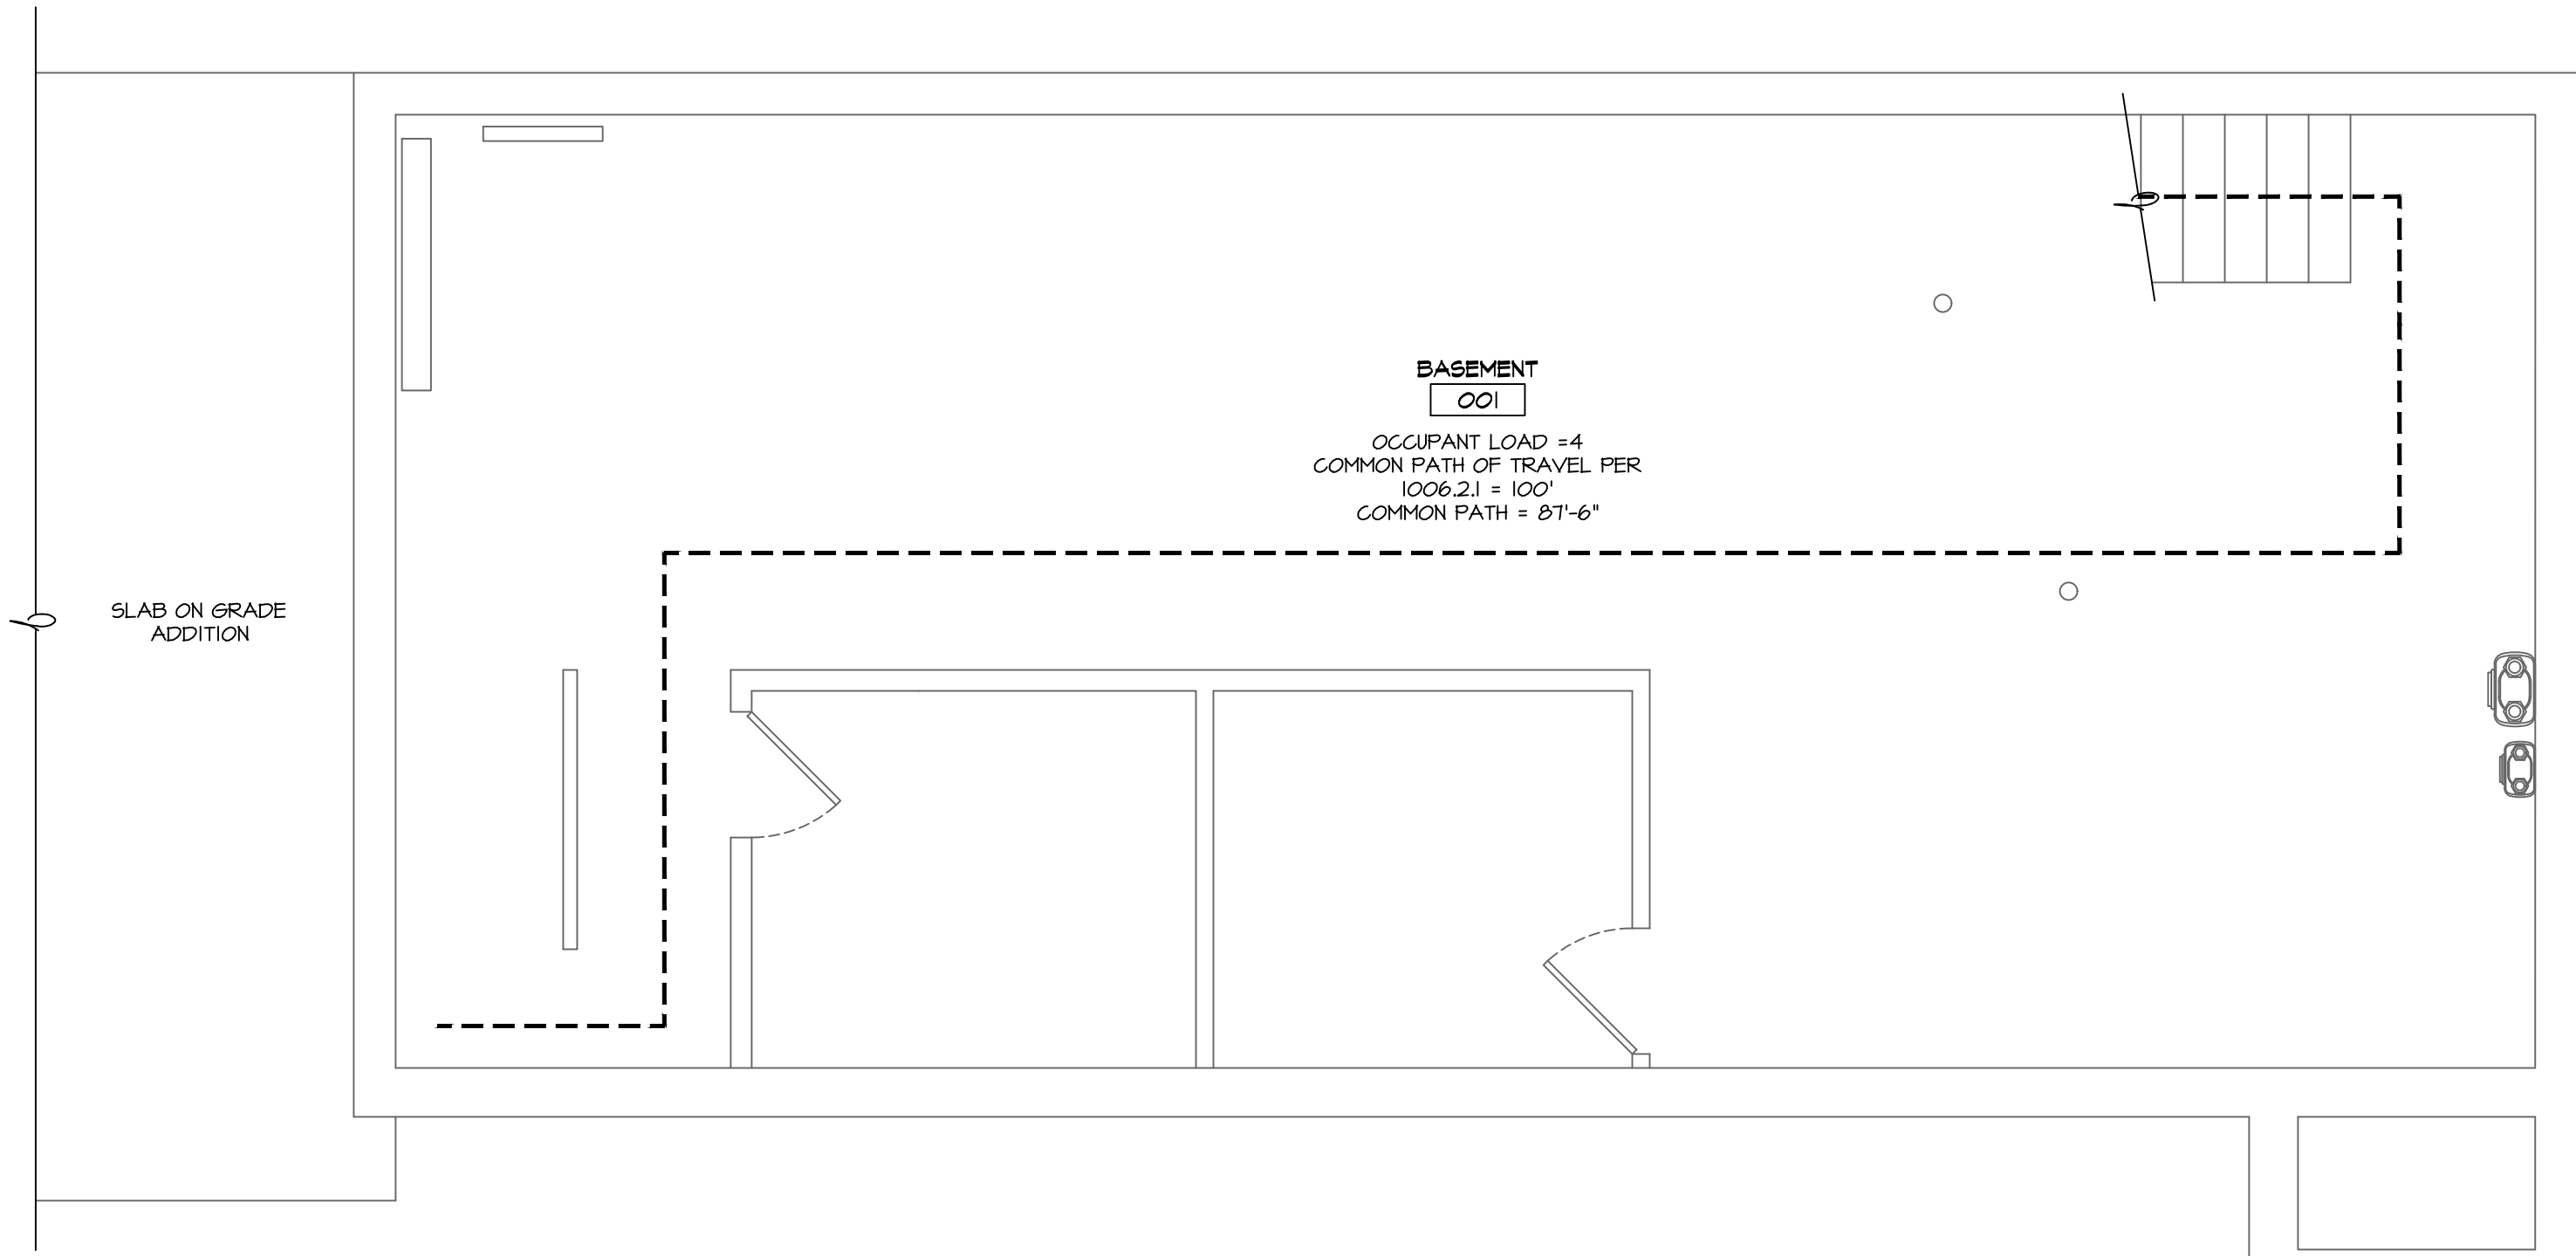 BASEMENT
001
OCCUPANT LOAD =4
COMMON PATH OF TRAVEL PER
1006.2.1 = 100'
COMMON PATH = 87'-6"
SLAB ON GRADE
ADDITION